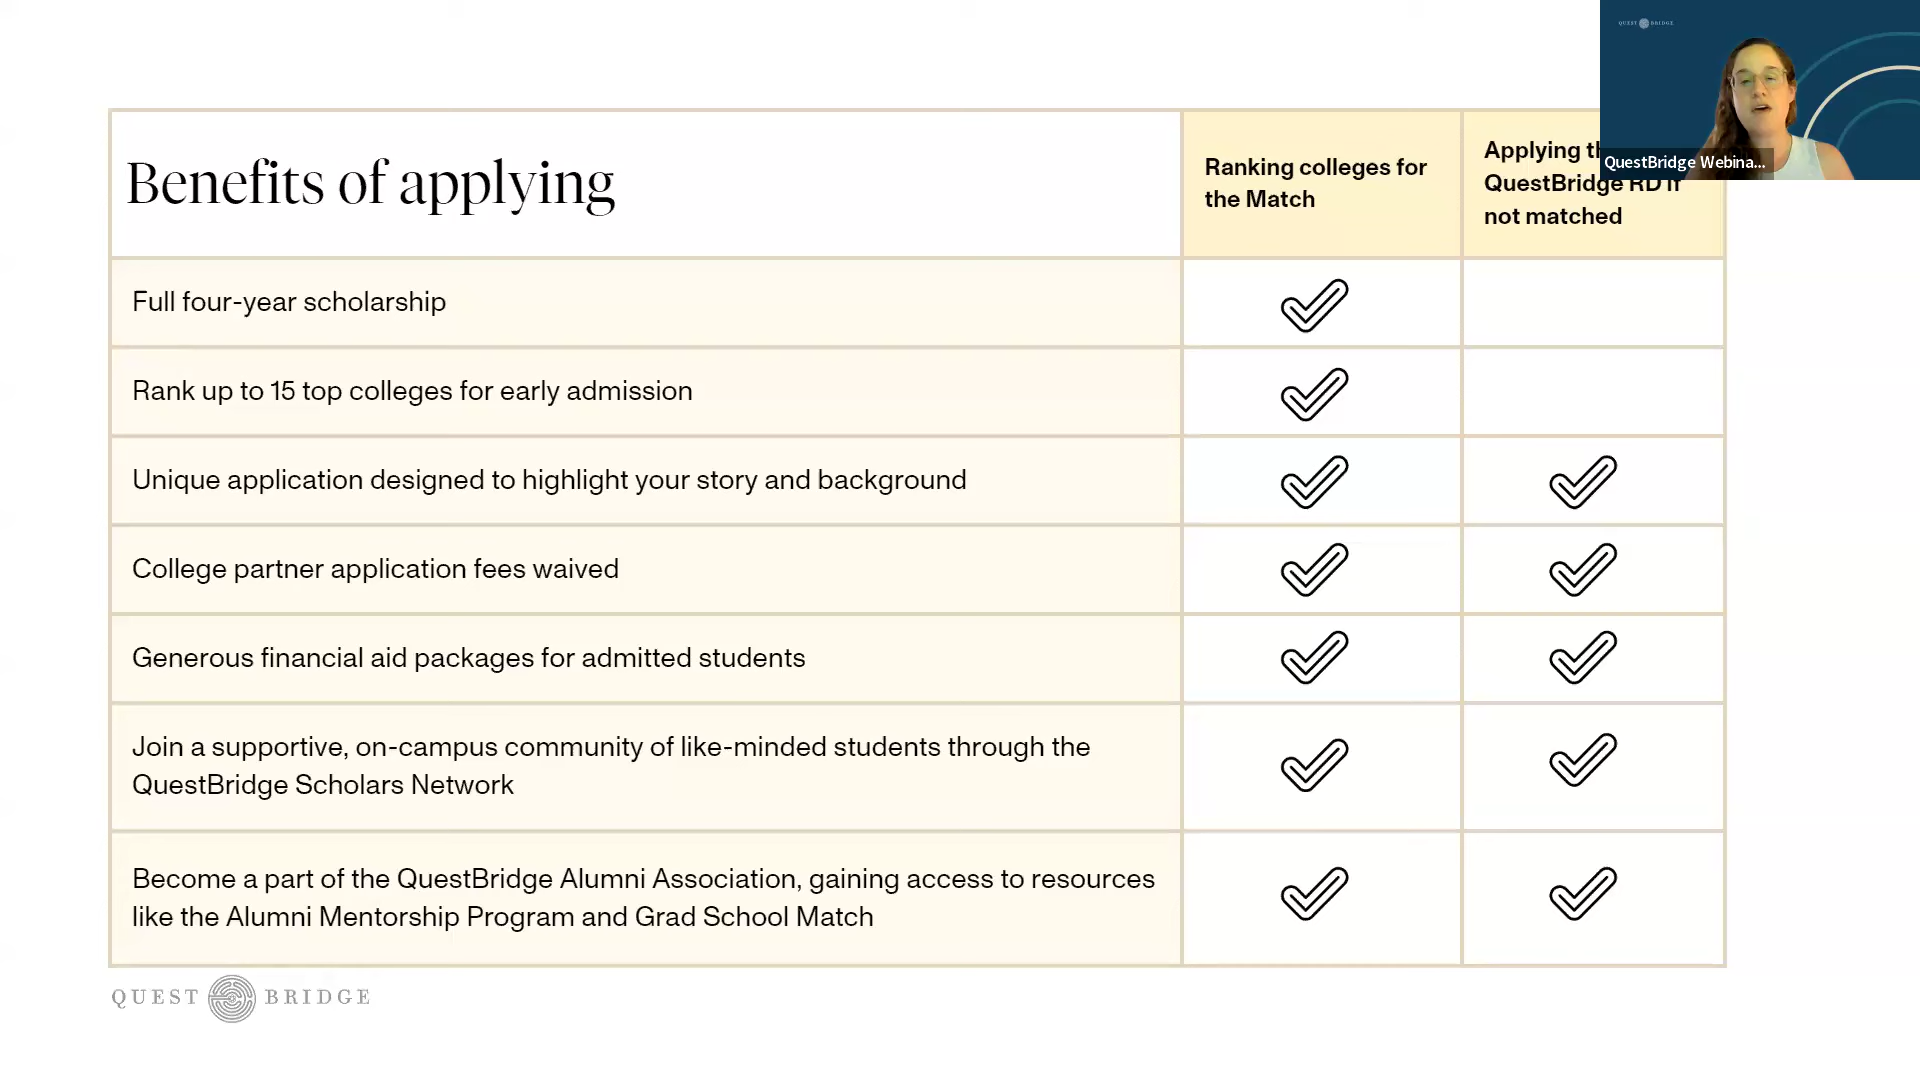 QUEST BRIDGE
QuestBridge Webina...
Benefits of applying
Ranking colleges for
the Match
Applying
QuestBridge RD if
not matched
Full four-year scholarship
Rank up to 15 top colleges for early admission
Unique application designed to highlight your story and background
College partner application fees waived
Generous financial aid packages for admitted students
Join a supportive, on-campus community of like-minded students through the
QuestBridge Scholars Network
Become a part of the QuestBridge Alumni Association, gaining access to resources
like the Alumni Mentorship Program and Grad School Match
QUEST BRIDGE